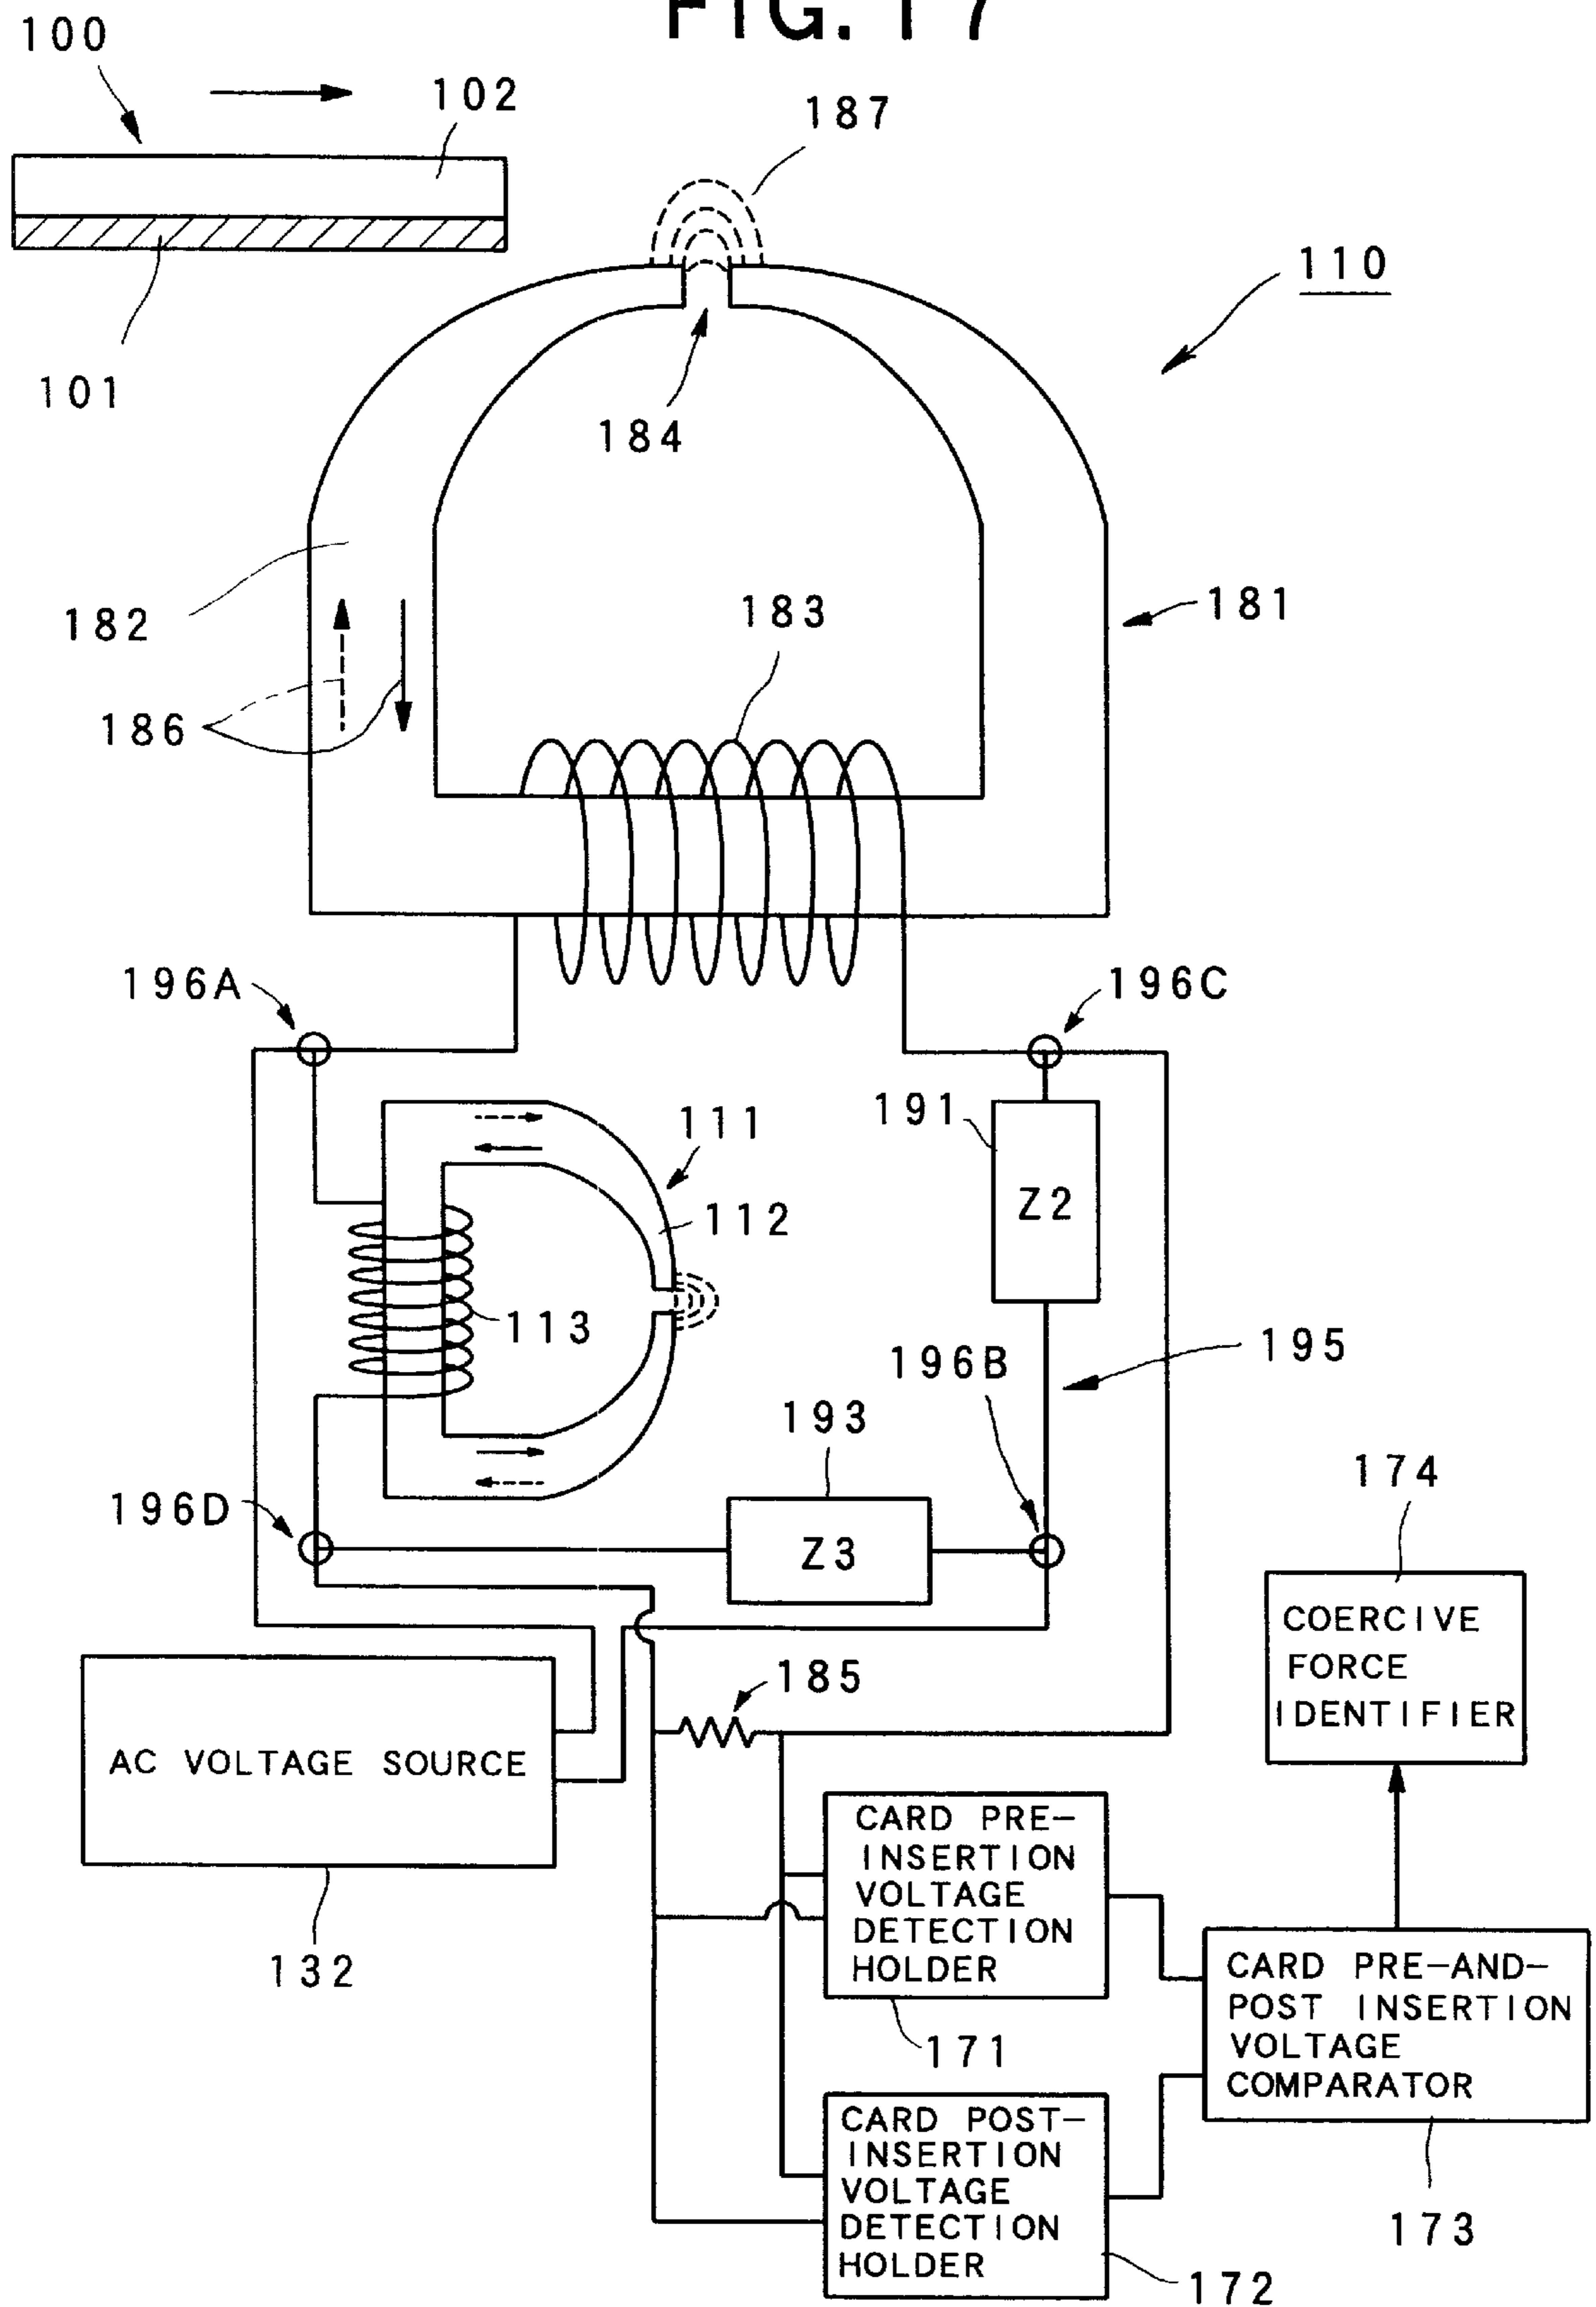 FIG. 17
100
102
187
110
101
184
182
183
181
186
196A
196C
111
191
112
Z2
113
196B
195
193
174
196D
Z3
COERCIVE
FORCE
IDENTIFIER
185
AC VOLTAGE SOURCE
CARD PRE-
INSERTION
VOLTAGE
DETECTION
HOLDER
132
CARD PRE-AND-
POST INSERTION
VOLTAGE
COMPARATOR
171
CARD POST-
INSERTION
VOLTAGE
DETECTION
HOLDER
173
172